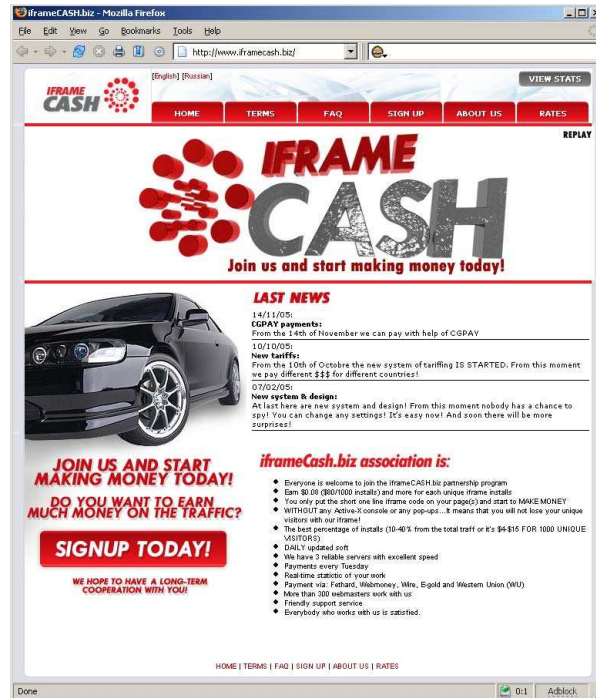 iframeCASH.biz - Mozilla Firefox
File Edit View Go Bookmarks Tools Help
http://www.iframecash.biz/
[English] [Russian]
VIEW STATS
IFRAME
CASH
HOME TERMS FAQ SIGN UP ABOUT US RATES
REPLAY
IFRAME
CASH
Join us and start making money today!
LAST NEWS
14/11/05:
CGPAY payments:
From the 14th of November we can pay with help of CGPAY
10/10/05:
New tariffs:
From the 10th of Octobre the new system of tariffing IS STARTED. From this moment
we pay different $$$ for different countries!
07/02/05:
New system & design:
At last here are new system and design! From this moment nobody has a chance to
spy! You can change any settings! It's easy now! And soon there will be more
surprises!
JOIN US AND START
MAKING MONEY TODAY!
DO YOU WANT TO EARN
MUCH MONEY ON THE TRAFFIC?
SIGNUP TODAY!
WE HOPE TO HAVE A LONG-TERM
COOPERATION WITH YOU!
iframeCash.biz association is:
Everyone is welcome to join the iframeCASH.biz partnership program
Earn $0.08 ($80/1000 installs) and more for each unique iframe installs
You only put the short one line iframe code on your page(s) and start to MAKE MONEY
WITHOUT any Active-X console or any pop-ups...It means that you will not lose your unique
visitors with our iframe!
The best percentage of installs (10-40% from the total traff or it's $4-$15 FOR 1000 UNIQUE
VISITORS)
DAILY updated soft
We have 3 reliable servers with excellent speed
Payments every Tuesday
Real-time statistic of your work
Payment via: Fethard, Webmoney, Wire, E-gold and Western Union (WU)
More than 300 webmasters work with us
Friendly support service
Everybody who works with us is satisfied.
HOME | TERMS | FAQ | SIGN UP | ABOUT US | RATES
Done 0:1 Adblock